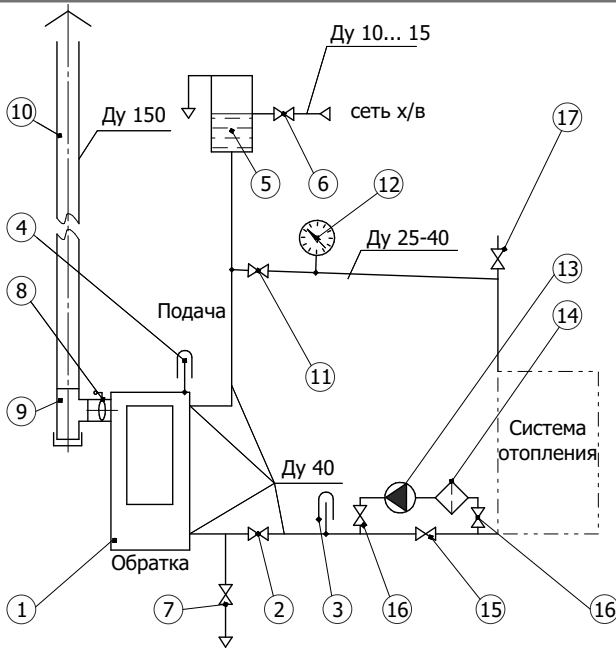 Ду 10... 15
10
Ду 150
сеть х/в
17
5
6
12
4
Ду 25-40
13
Подача
8
14
11
9
Система
отопления
Ду 40
Обратка
1
7
2
3
16
15
16